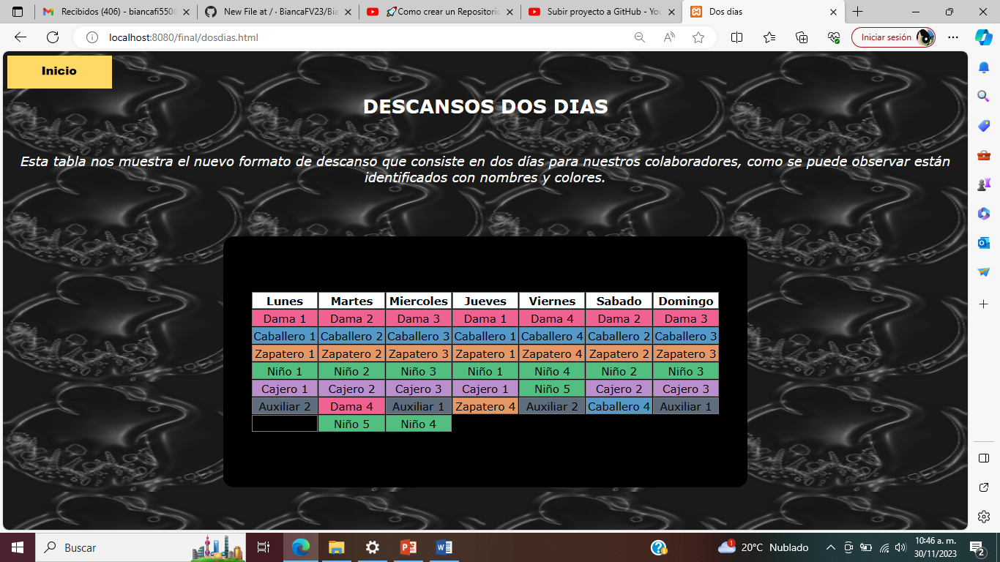 Recibidos (406) - biancafi550
New File at / · BiancaFV23/Bia
🚀Como crear un Repositorio
Subir proyecto a GitHub - You
Dos dias
localhost:8080/final/dosdias.html
Iniciar sesión
Inicio
DESCANSOS DOS DIAS
Esta tabla nos muestra el nuevo formato de descanso que consiste en dos días para nuestros colaboradores, como se puede observar están
identificados con nombres y colores.
Lunes Martes Miercoles Jueves Viernes Sabado Domingo
Dama 1 Dama 2 Dama 3 Dama 1 Dama 4 Dama 2 Dama 3
Caballero 1 Caballero 2 Caballero 3 Caballero 1 Caballero 4 Caballero 2 Caballero 3
Zapatero 1 Zapatero 2 Zapatero 3 Zapatero 1 Zapatero 4 Zapatero 2 Zapatero 3
Niño 1 Niño 2 Niño 3 Niño 1 Niño 4 Niño 2 Niño 3
Cajero 1 Cajero 2 Cajero 3 Cajero 1 Niño 5 Cajero 2 Cajero 3
Auxiliar 2 Dama 4 Auxiliar 1 Zapatero 4 Auxiliar 2 Caballero 4 Auxiliar 1
Niño 5 Niño 4
Buscar
20°C Nublado
10:46 a. m.
30/11/2023